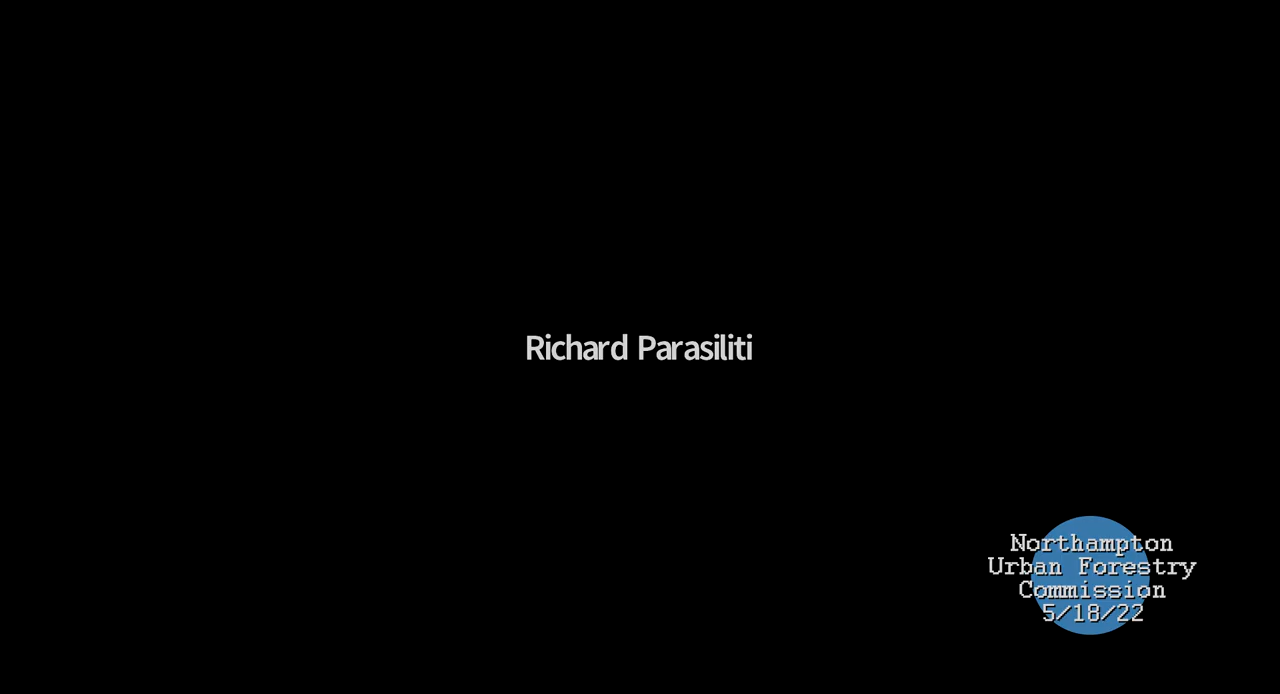 Richard Parasiliti
Northampton
Urban Forestry
Commission
5/18/22